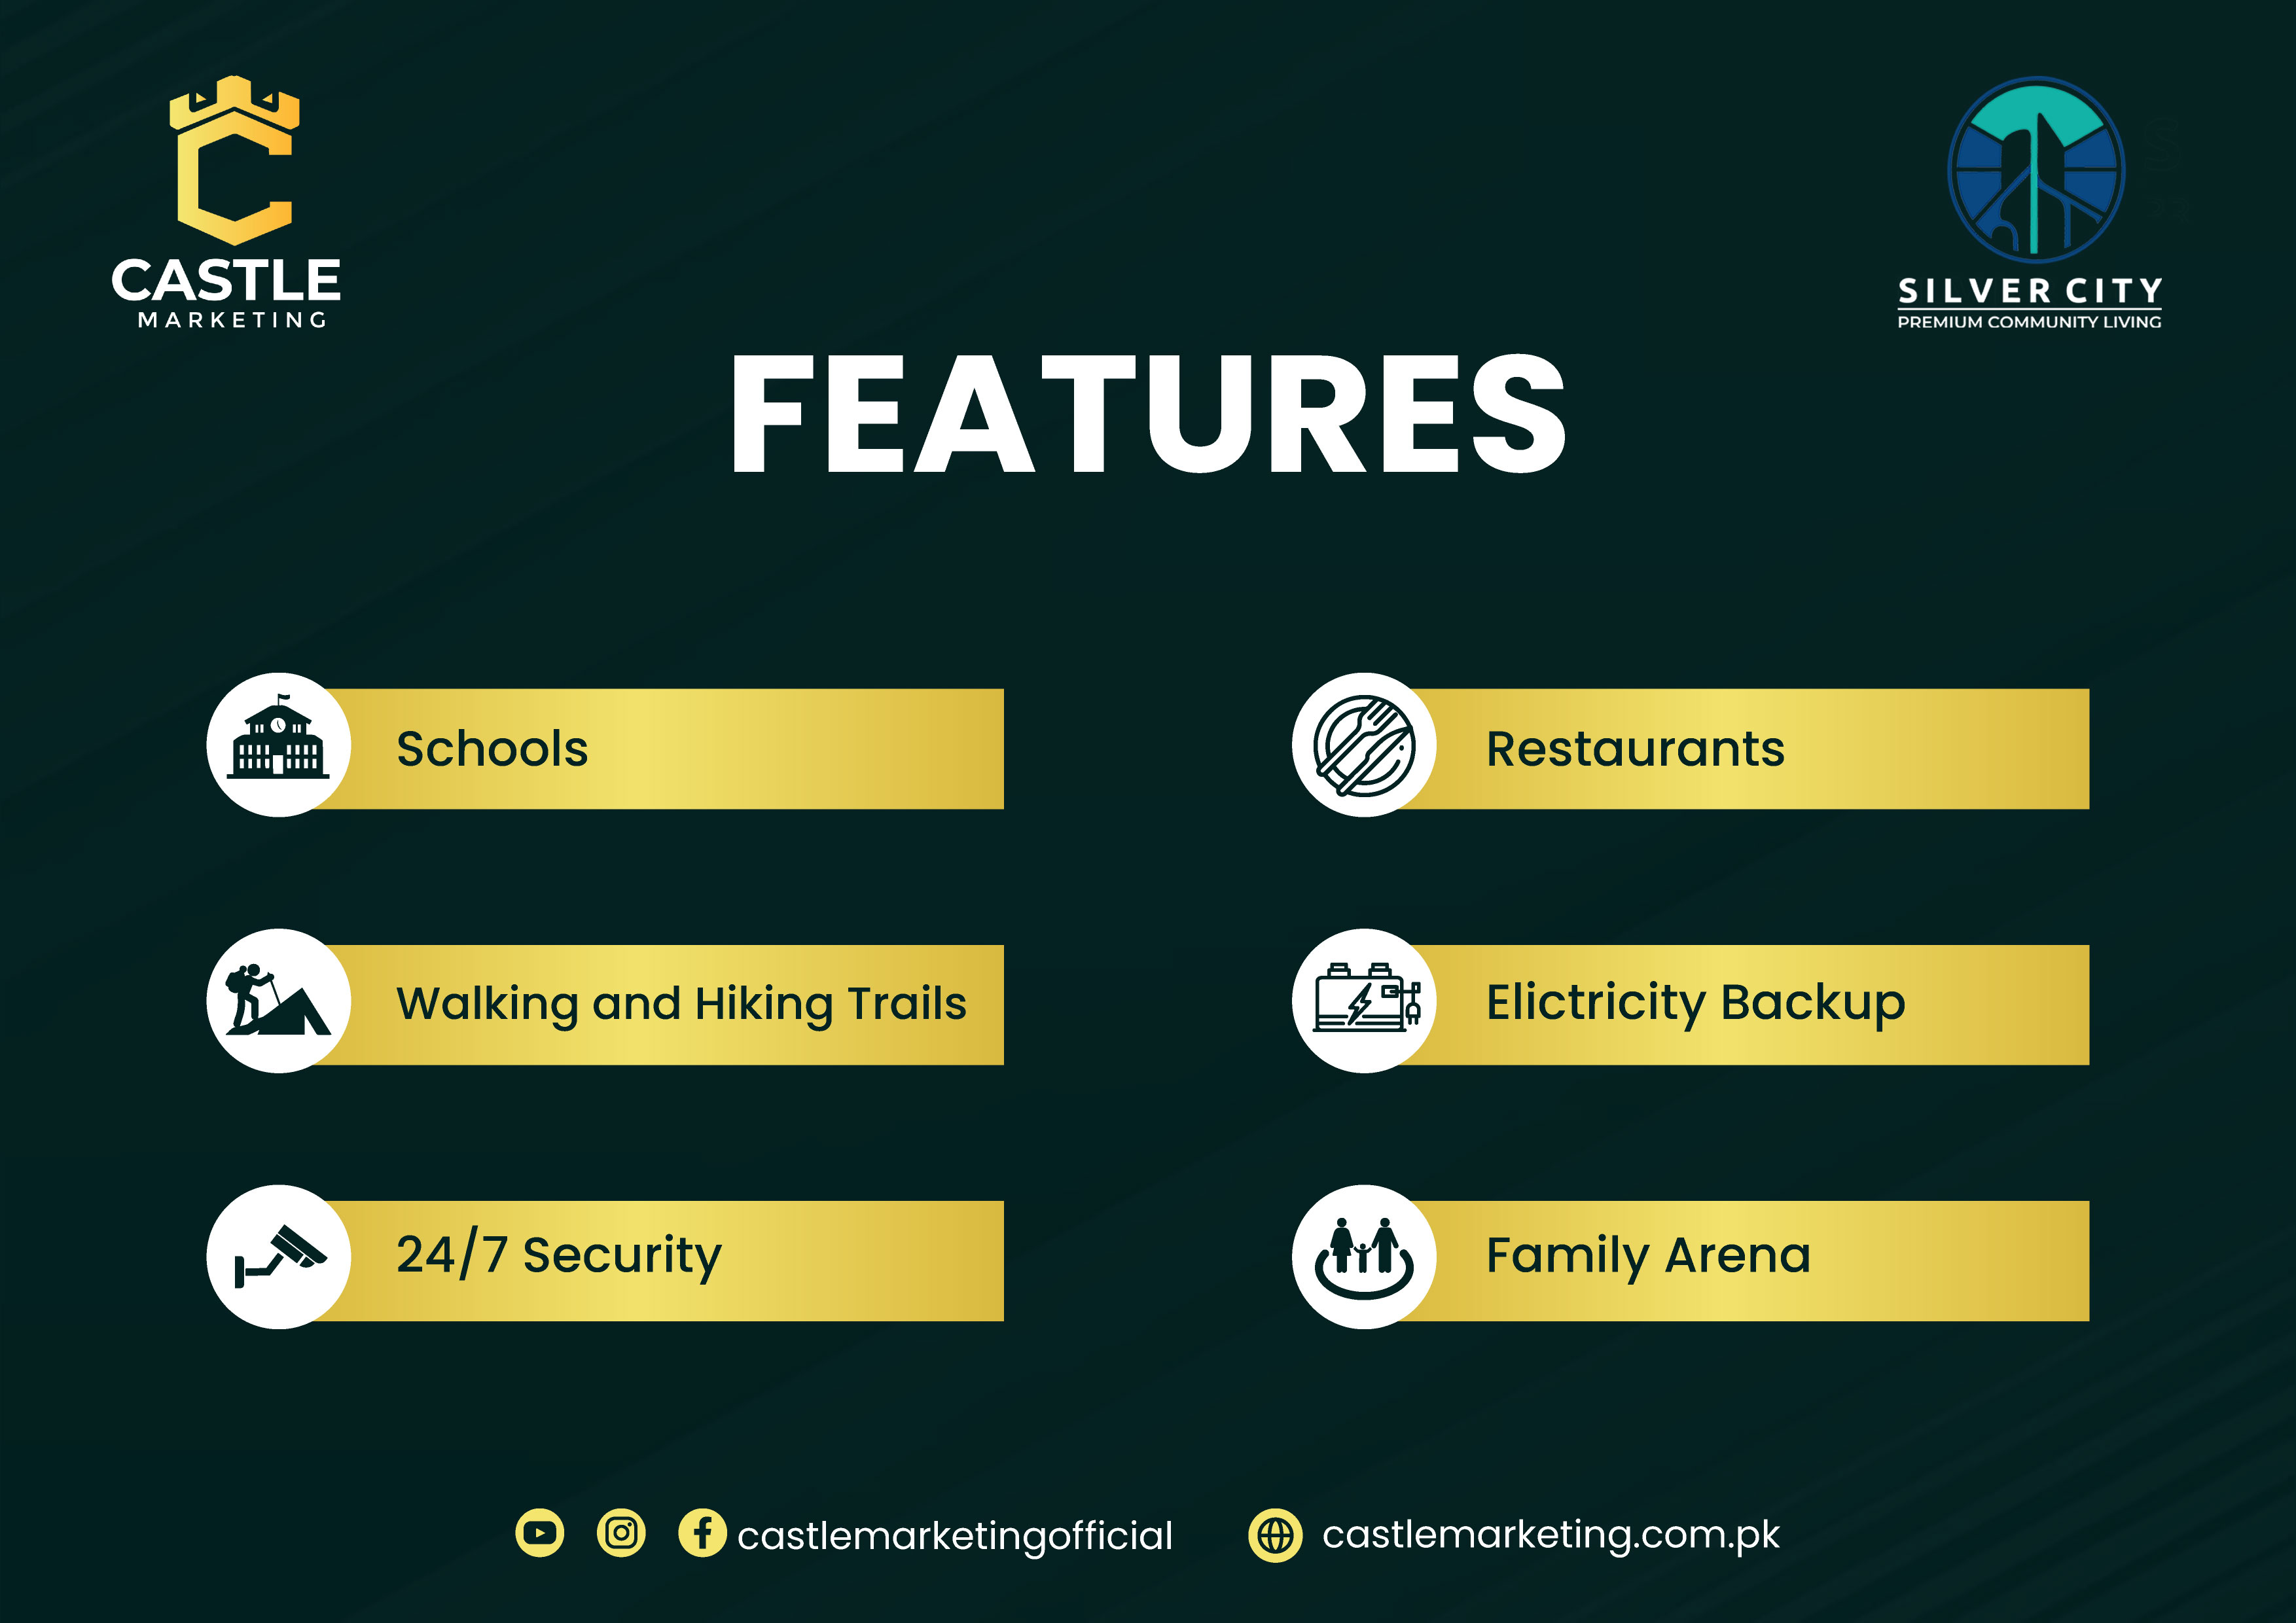 CASTLE
MARKETING
SILVER CITY
PREMIUM COMMUNITY LIVING
FEATURES
Schools
Restaurants
Walking and Hiking Trails
Elictricity Backup
24/7 Security
Family Arena
castlemarketingofficial
castlemarketing.com.pk